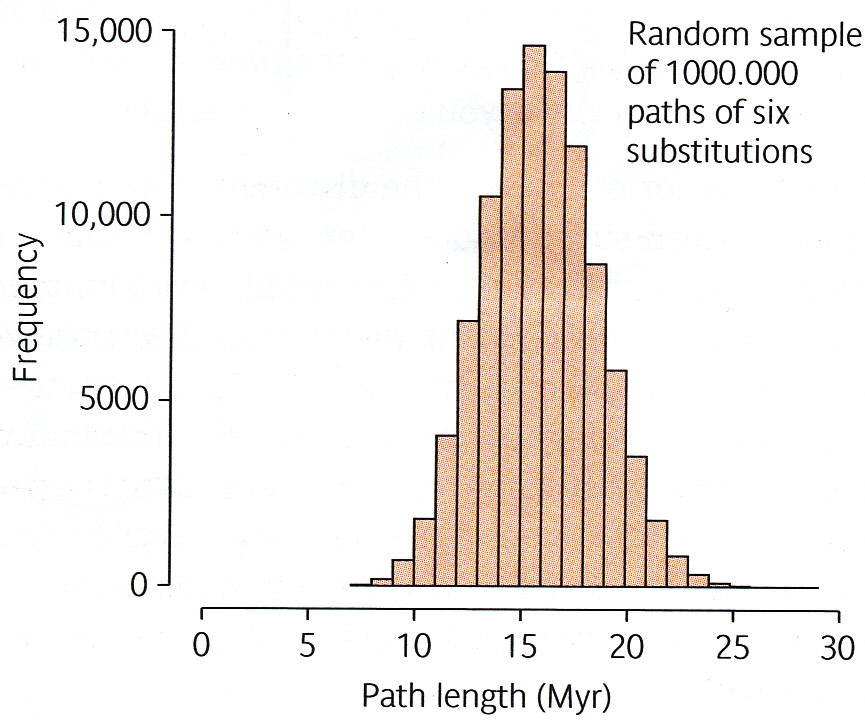 15,000
10,000
5000
0
Frequency
Random sample
of 1000.000
paths of six
substitutions
0 5 10 15 20 25 30
Path length (Myr)